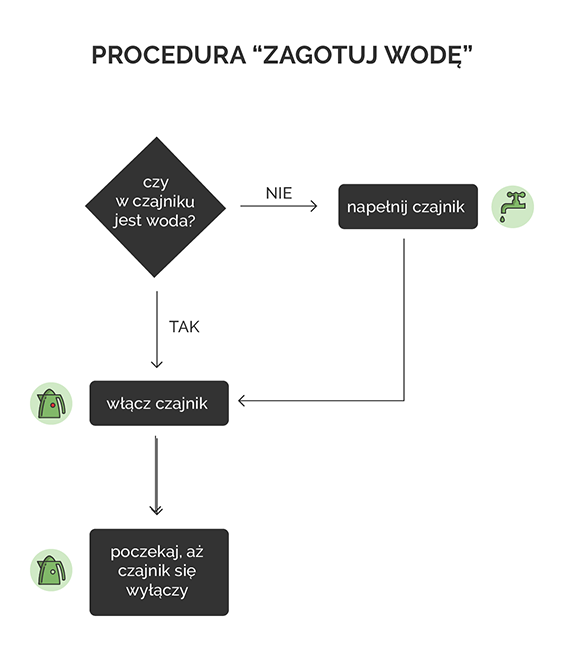 PROCEDURA “ZAGOTUJ WODĘ”
czy
w czajniku
jest woda?
NIE
napełnij czajnik
TAK
włącz czajnik
poczekaj, aż
czajnik się
wyłączy